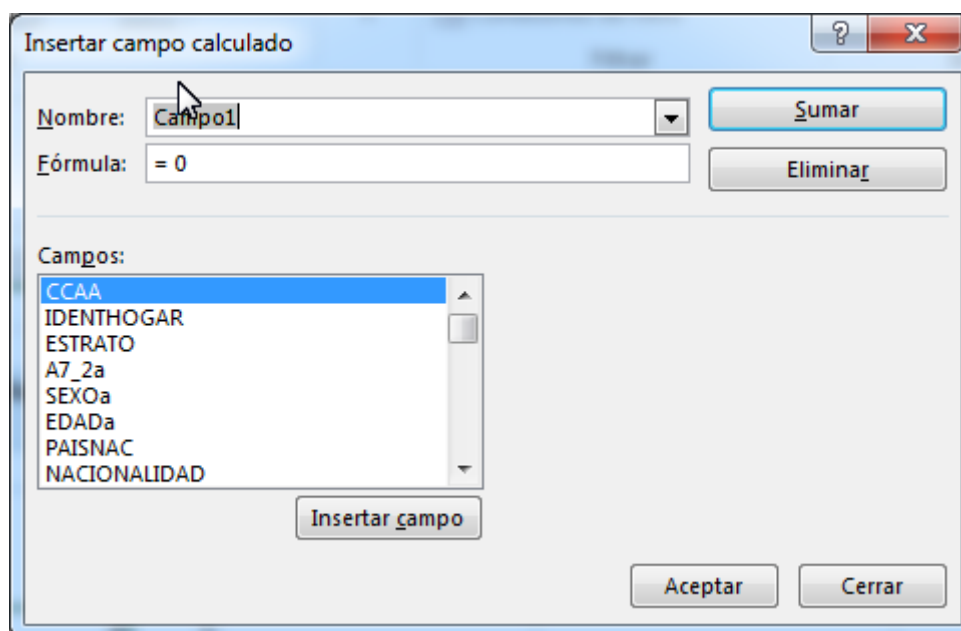 Insertar campo calculado
Nombre: Campo1 Sumar
Fórmula: = 0 Eliminar
Campos:
CCAA
IDENTHOGAR
ESTRATO
A7_2a
SEXOa
EDADa
PAISNAC
NACIONALIDAD
Insertar campo
Aceptar Cerrar